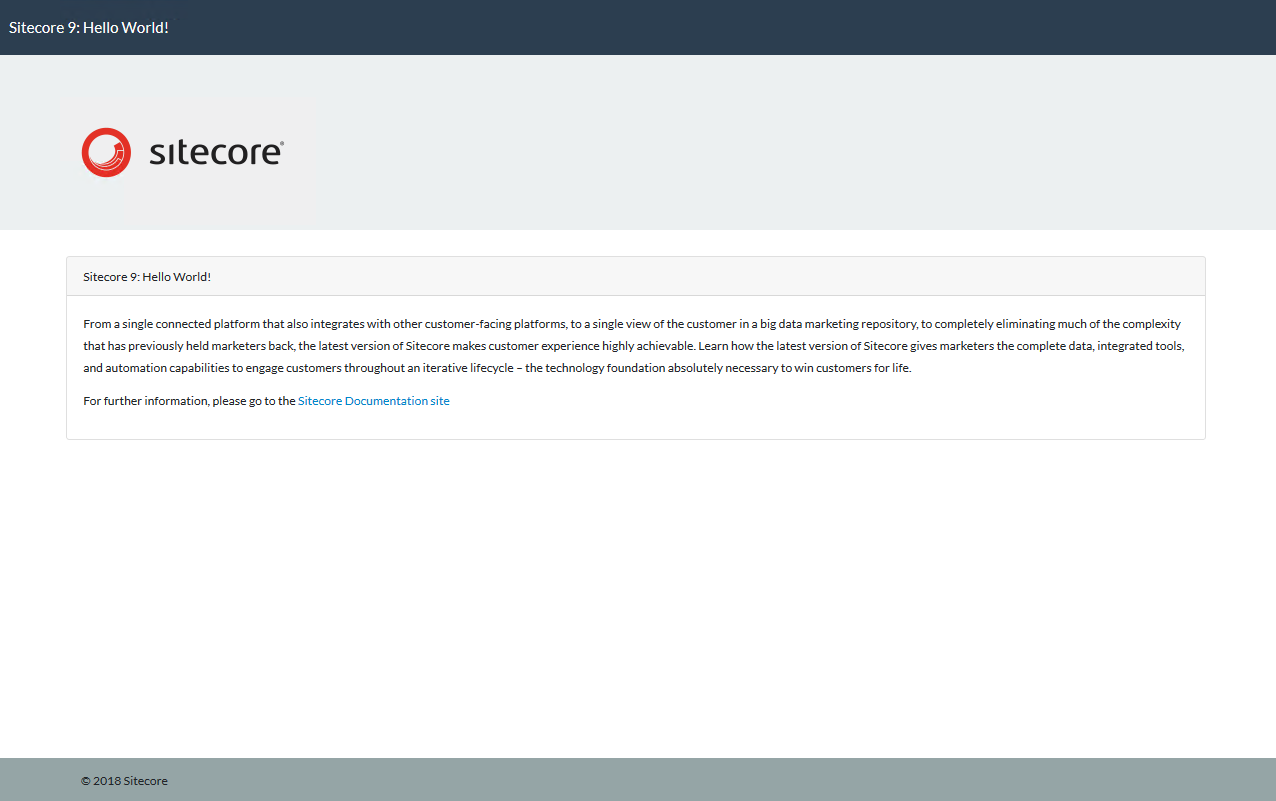 Sitecore 9: Hello World!
sitecore®
Sitecore 9: Hello World!
From a single connected platform that also integrates with other customer-facing platforms, to a single view of the customer in a big data marketing repository, to completely eliminating much of the complexity
that has previously held marketers back, the latest version of Sitecore makes customer experience highly achievable. Learn how the latest version of Sitecore gives marketers the complete data, integrated tools,
and automation capabilities to engage customers throughout an iterative lifecycle – the technology foundation absolutely necessary to win customers for life.
For further information, please go to the Sitecore Documentation site
© 2018 Sitecore